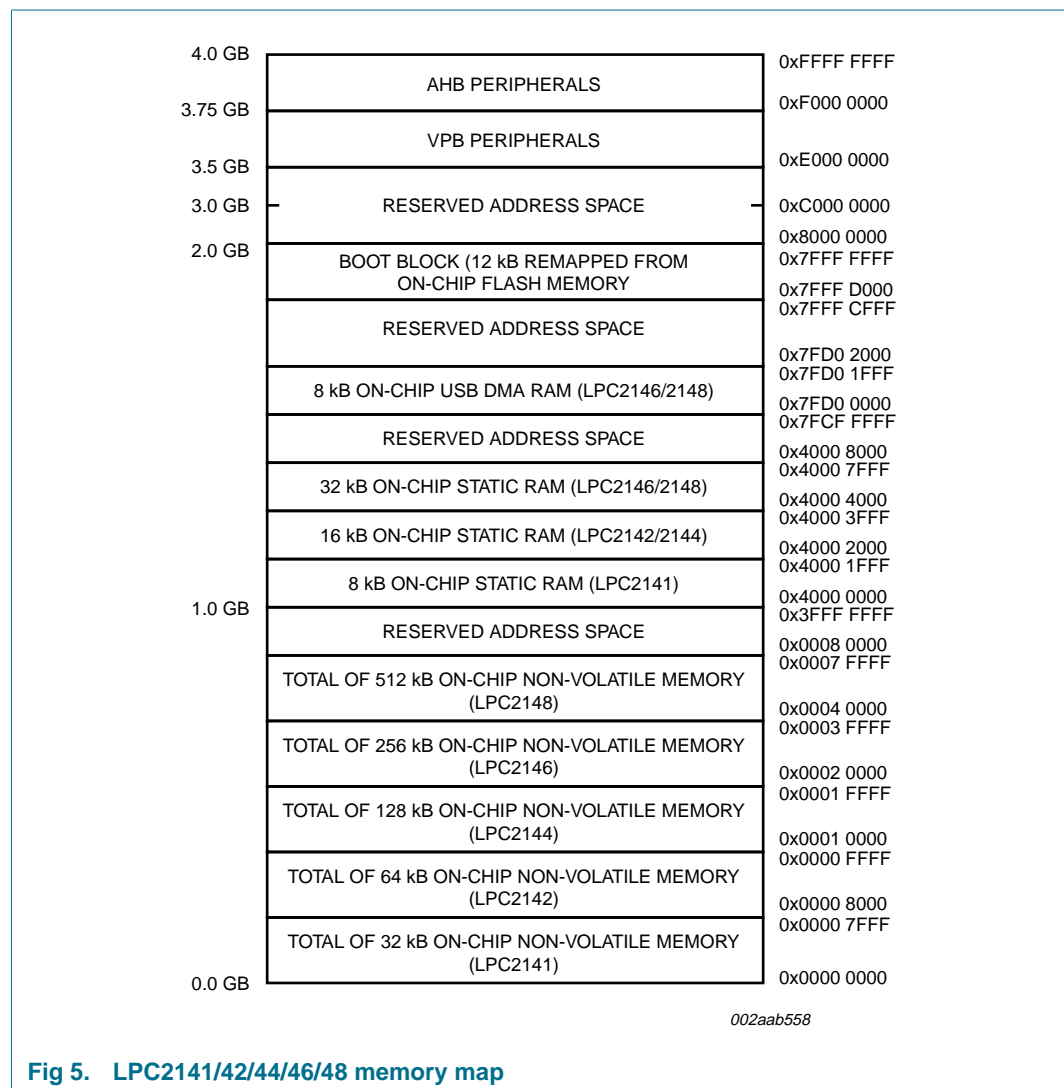 4.0 GB
0xFFFF FFFF
AHB PERIPHERALS
3.75 GB
0xF000 0000
VPB PERIPHERALS
3.5 GB
0xE000 0000
3.0 GB
RESERVED ADDRESS SPACE
0xC000 0000
2.0 GB
0x8000 0000
BOOT BLOCK (12 kB REMAPPED FROM
ON-CHIP FLASH MEMORY
0x7FFF FFFF
0x7FFF D000
0x7FFF CFFF
RESERVED ADDRESS SPACE
0x7FD0 2000
0x7FD0 1FFF
8 kB ON-CHIP USB DMA RAM (LPC2146/2148)
0x7FD0 0000
0x7FCF FFFF
RESERVED ADDRESS SPACE
0x4000 8000
0x4000 7FFF
32 kB ON-CHIP STATIC RAM (LPC2146/2148)
0x4000 4000
0x4000 3FFF
16 kB ON-CHIP STATIC RAM (LPC2142/2144)
0x4000 2000
0x4000 1FFF
8 kB ON-CHIP STATIC RAM (LPC2141)
0x4000 0000
1.0 GB
0x3FFF FFFF
RESERVED ADDRESS SPACE
0x0008 0000
0x0007 FFFF
TOTAL OF 512 kB ON-CHIP NON-VOLATILE MEMORY
(LPC2148)
0x0004 0000
0x0003 FFFF
TOTAL OF 256 kB ON-CHIP NON-VOLATILE MEMORY
(LPC2146)
0x0002 0000
0x0001 FFFF
TOTAL OF 128 kB ON-CHIP NON-VOLATILE MEMORY
(LPC2144)
0x0001 0000
0x0000 FFFF
TOTAL OF 64 kB ON-CHIP NON-VOLATILE MEMORY
(LPC2142)
0x0000 8000
0x0000 7FFF
TOTAL OF 32 kB ON-CHIP NON-VOLATILE MEMORY
(LPC2141)
0.0 GB
0x0000 0000
002aab558
Fig 5. LPC2141/42/44/46/48 memory map